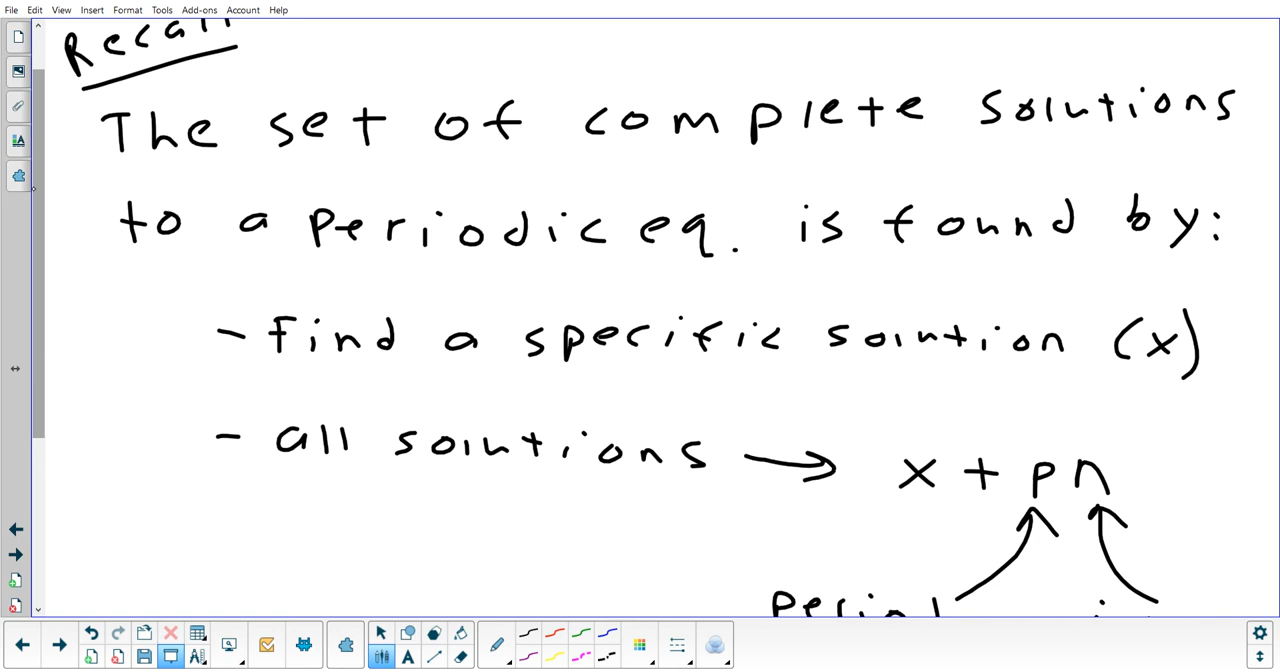 File Edit View Insert Format Tools Add-ons Account Help
Recall
The set of complete solutions
to a periodic eq. is found by:
- find a specific solution (x)
- all solutions → x + pn